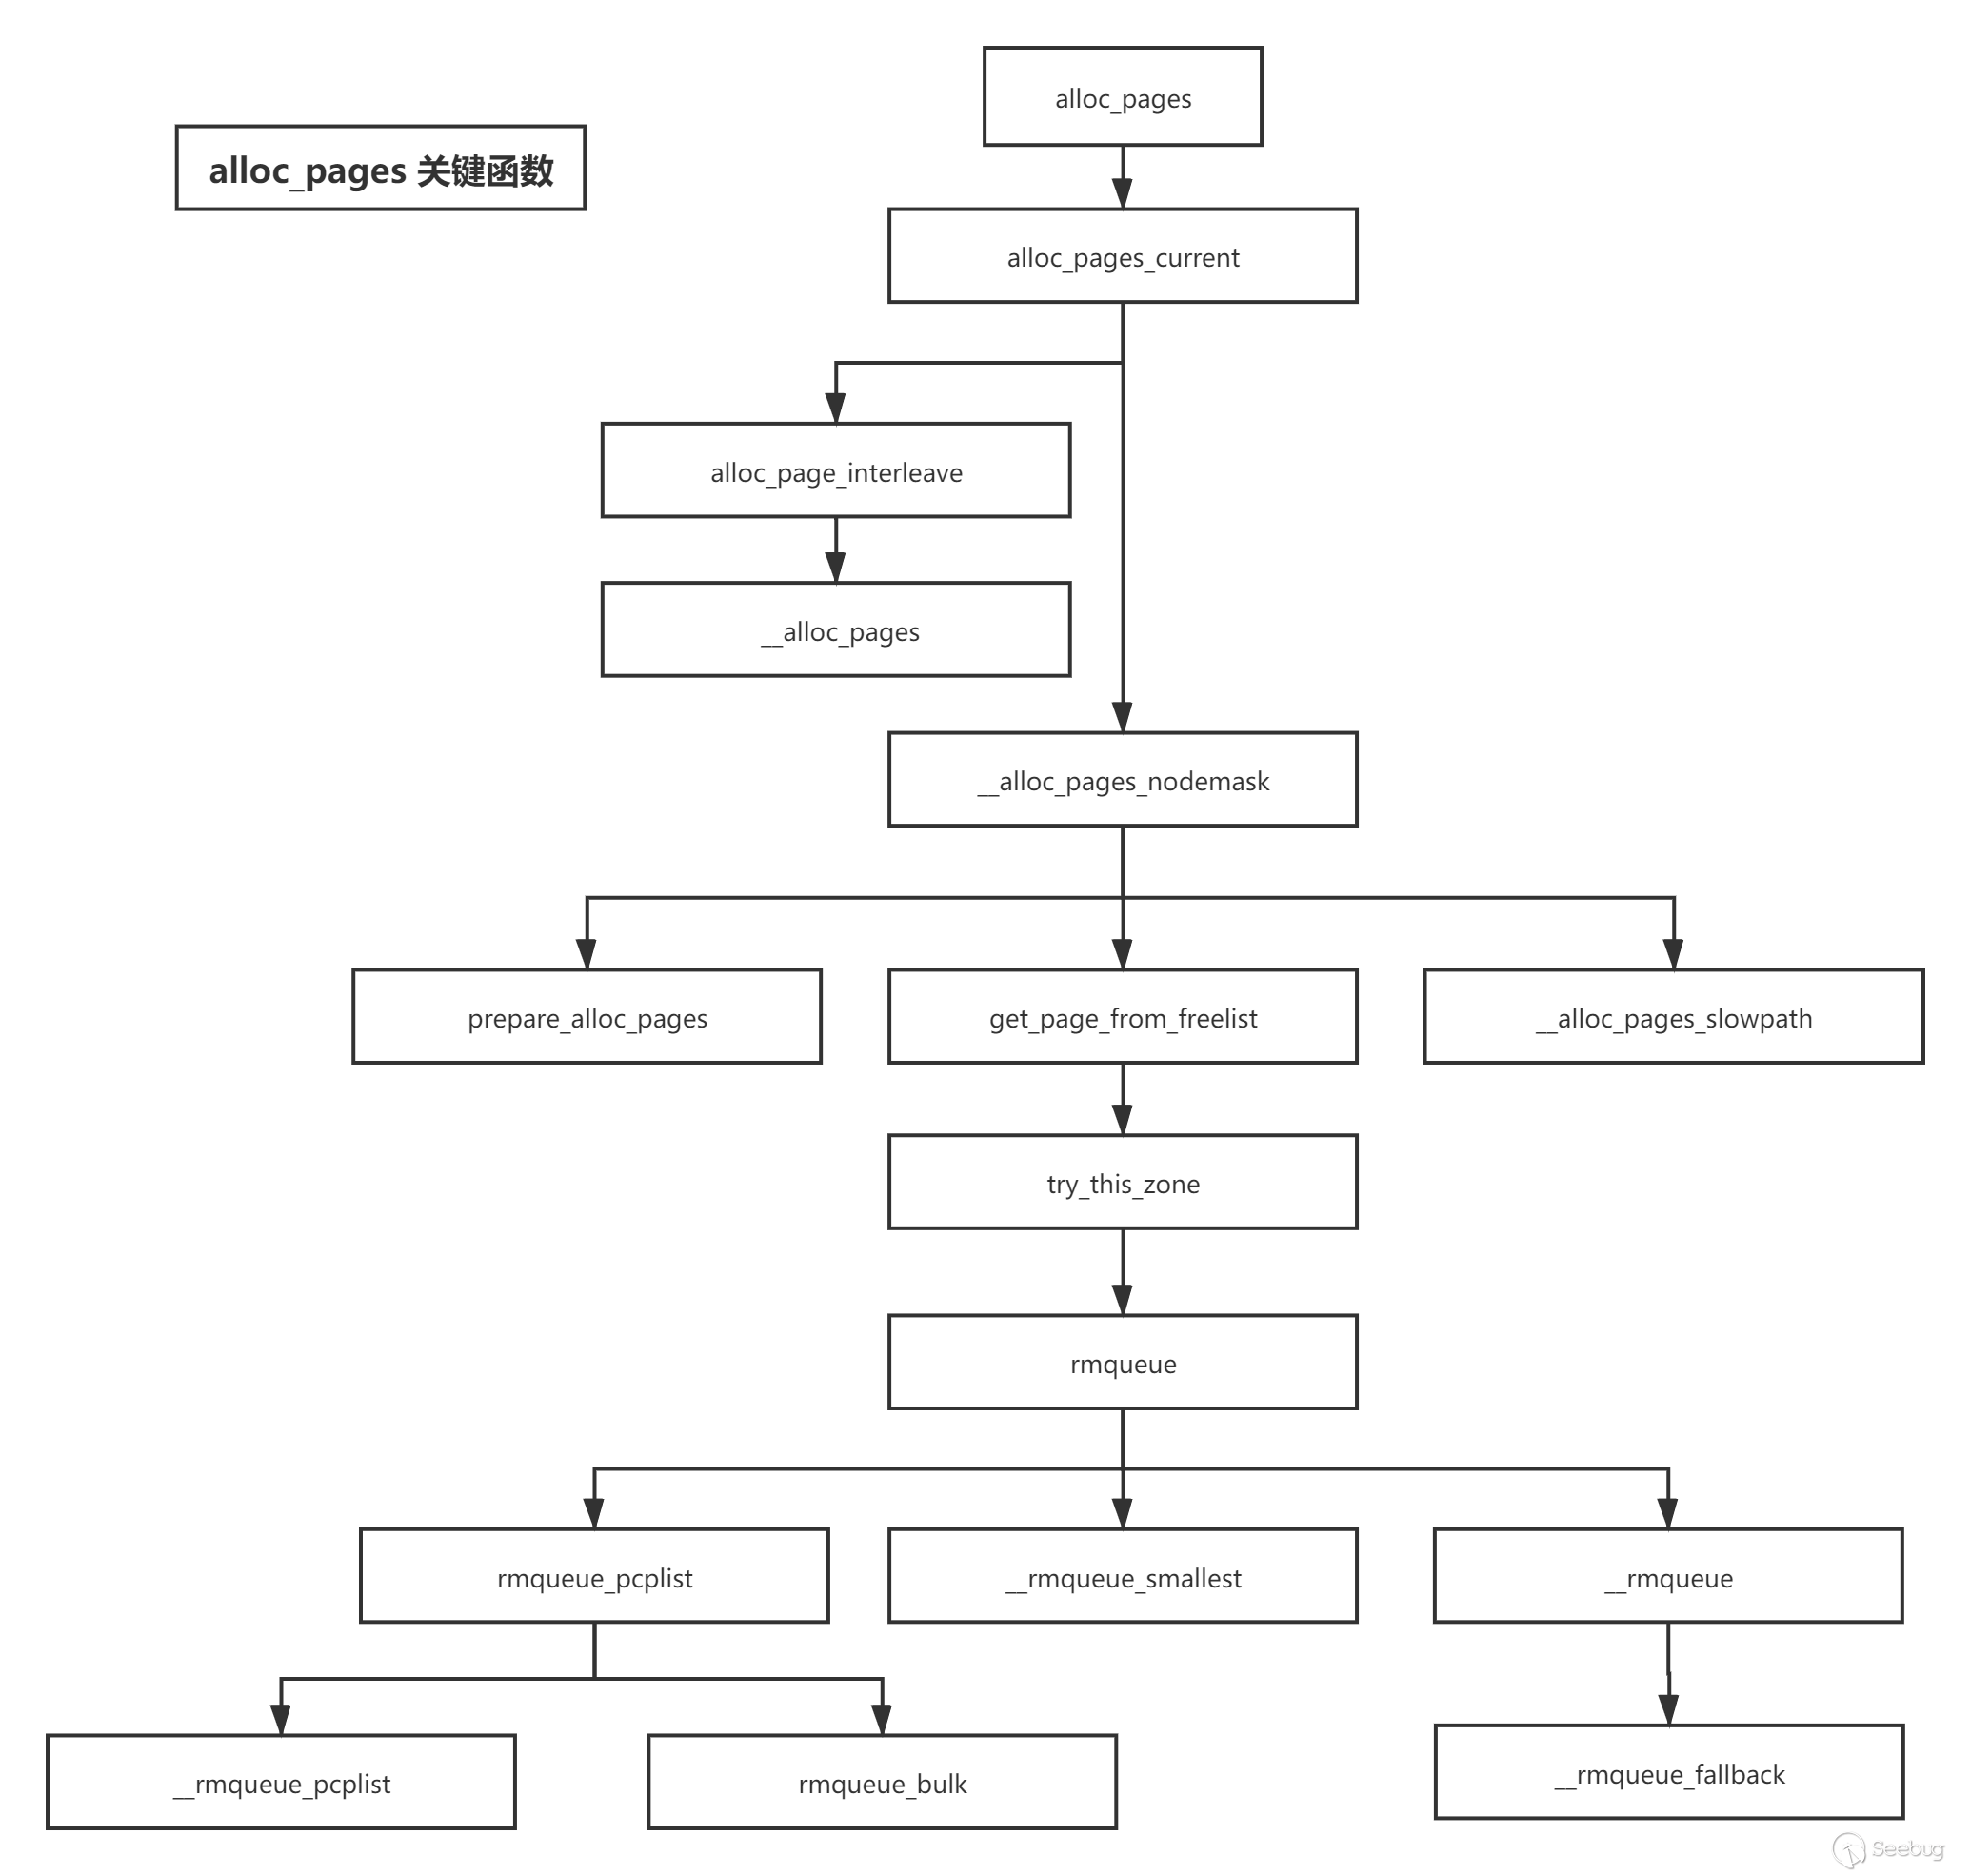 alloc_pages
alloc_pages 关键函数
alloc_pages_current
alloc_page_interleave
__alloc_pages
__alloc_pages_nodemask
prepare_alloc_pages
get_page_from_freelist
__alloc_pages_slowpath
try_this_zone
rmqueue
rmqueue_pcplist
__rmqueue_smallest
__rmqueue
__rmqueue_pcplist
rmqueue_bulk
__rmqueue_fallback
Seebug